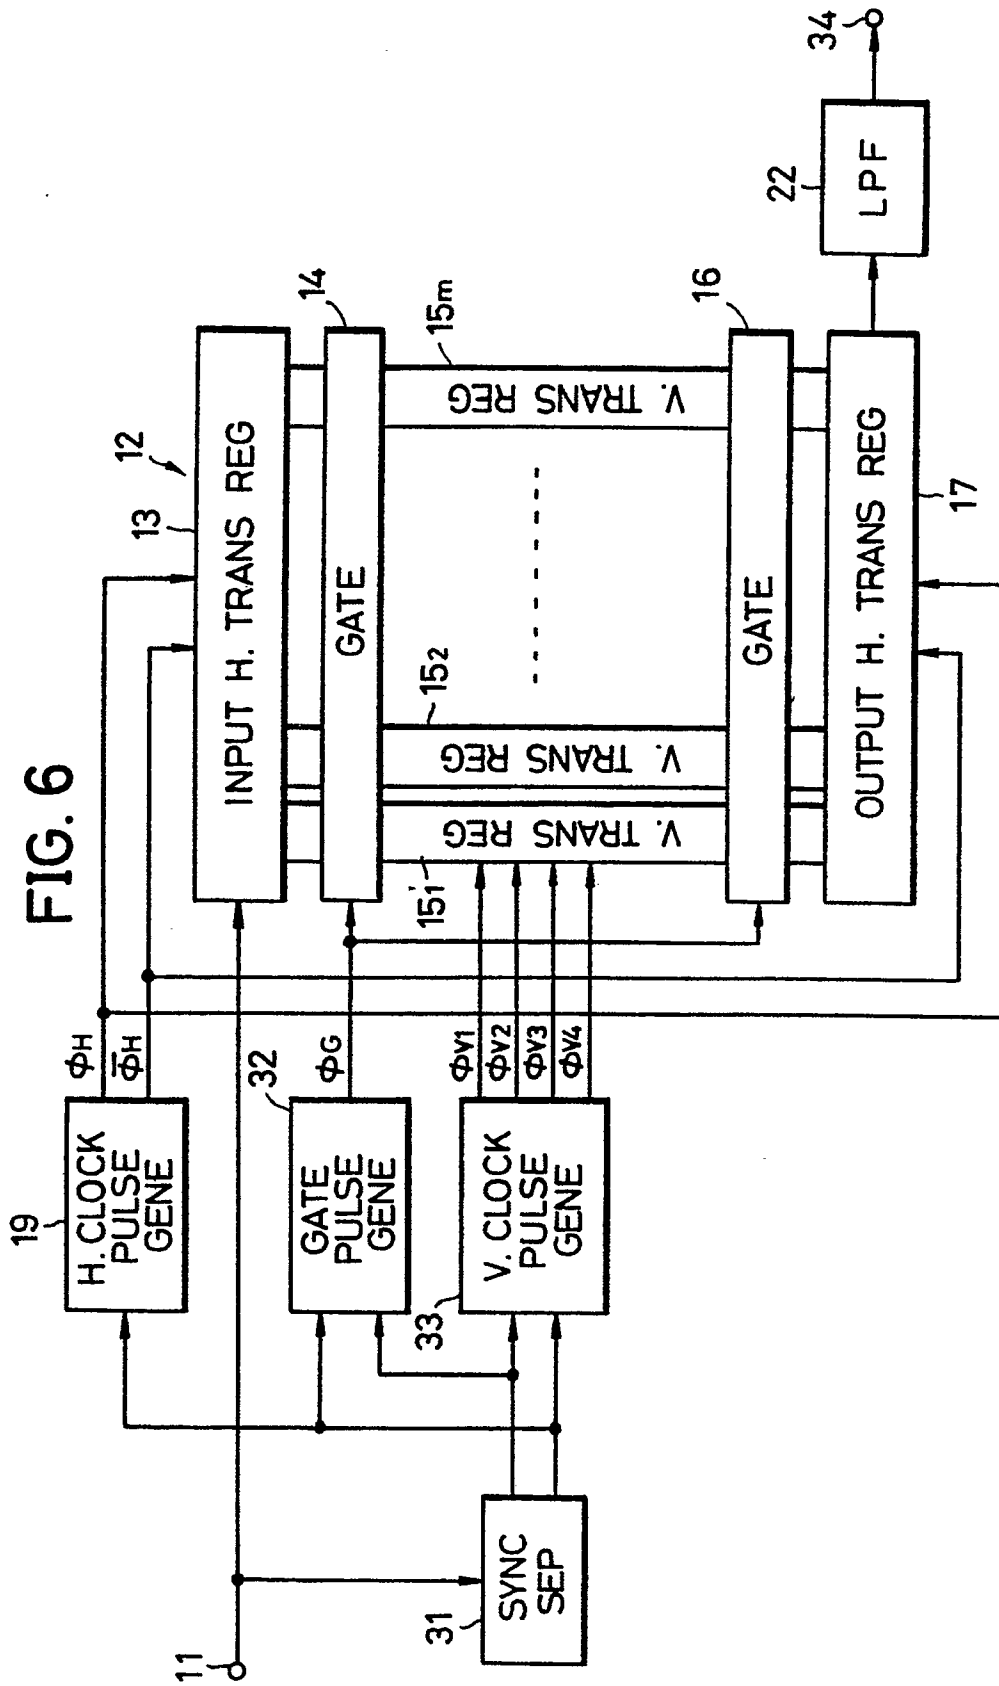 FIG. 6
11
31
SYNC
SEP
19
H. CLOCK
PULSE
GENE
ΦH
Φ̅H
32
GATE
PULSE
GENE
ΦG
33
V. CLOCK
PULSE
GENE
ΦV1
ΦV2
ΦV3
ΦV4
12
13
INPUT H. TRANS REG
14
GATE
15₁
V. TRANS REG
15₂
V. TRANS REG
15m
V. TRANS REG
16
GATE
17
OUTPUT H. TRANS REG
22
LPF
34